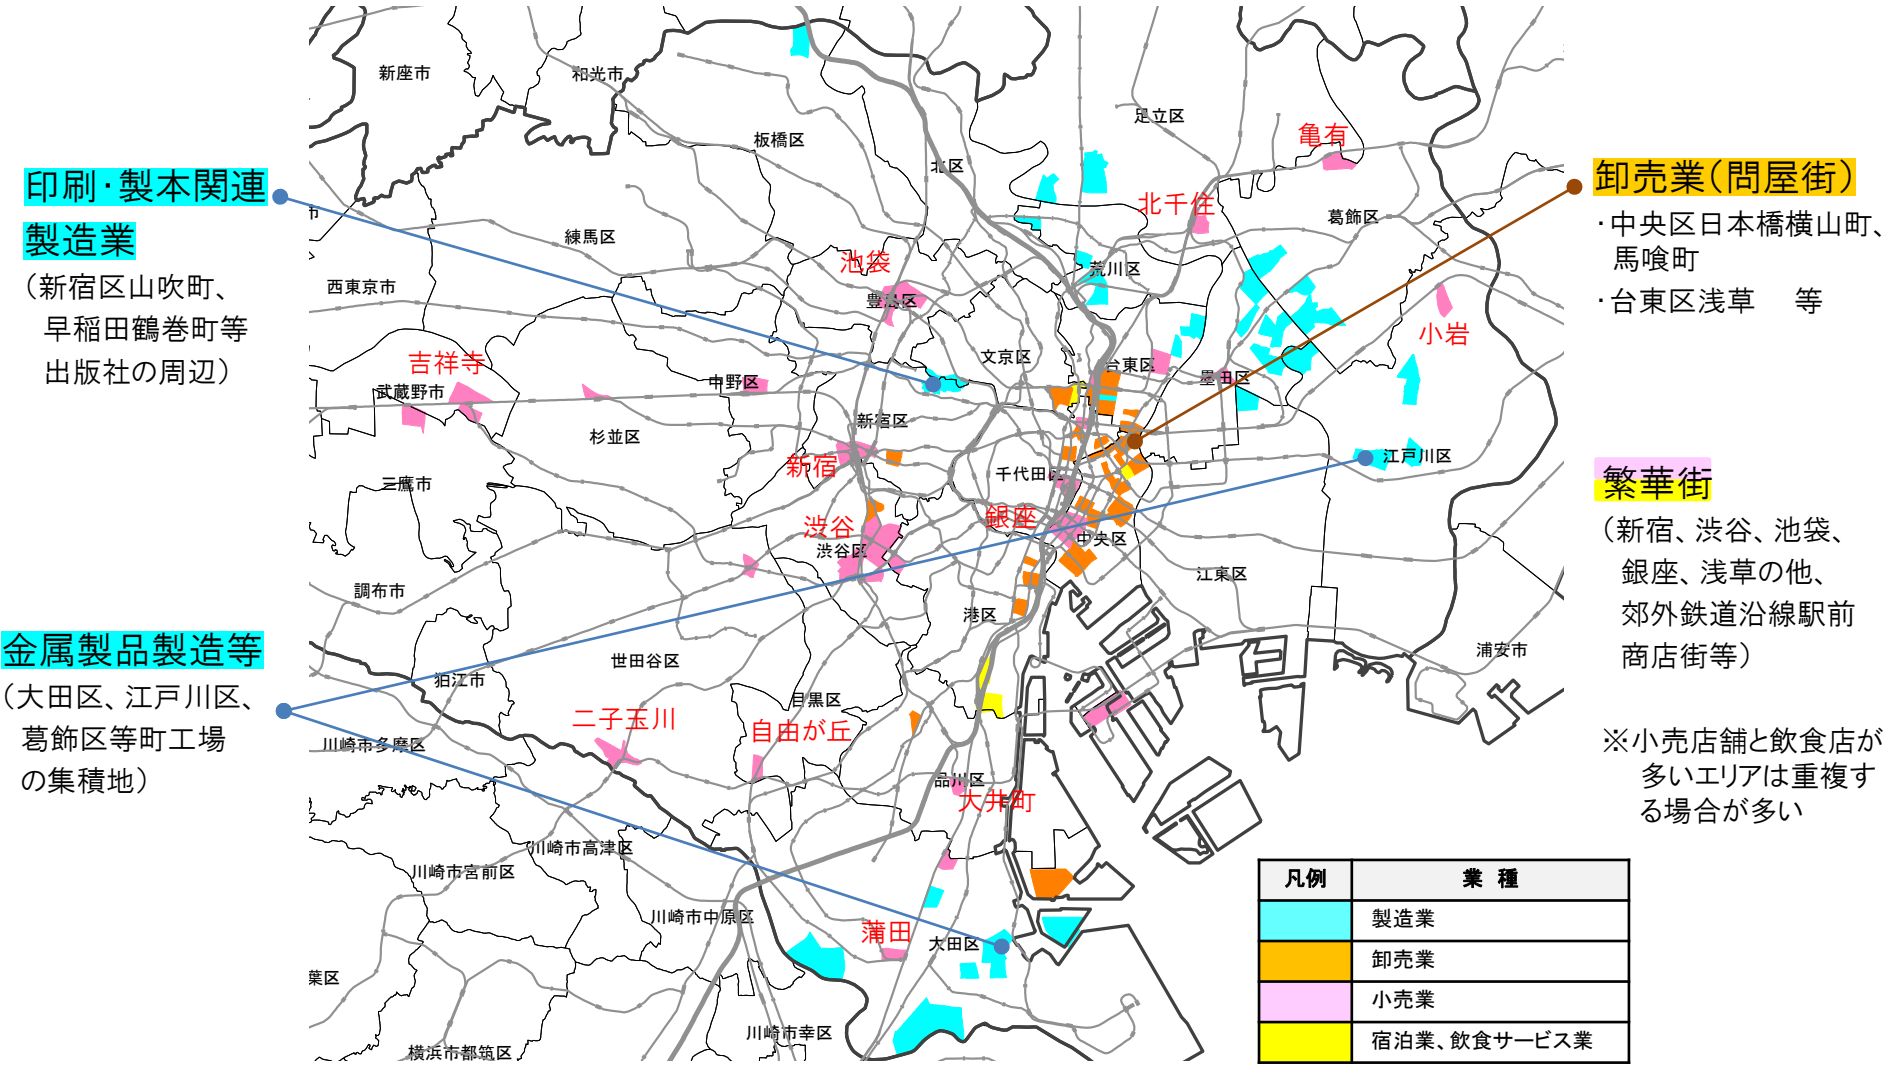 印刷・製本関連
製造業
（新宿区山吹町、
早稲田鶴巻町等
出版社の周辺）
金属製品製造等
（大田区、江戸川区、
葛飾区等町工場
の集積地）
新座市
和光市
板橋区
北区
足立区
亀有
北千住
葛飾区
市
練馬区
池袋
荒川区
西東京市
豊島区
小岩
吉祥寺
文京区
台東区
武蔵野市
中野区
墨田区
新宿区
杉並区
新宿
千代田区
江戸川区
三鷹市
渋谷
銀座
中央区
渋谷区
江東区
調布市
港区
世田谷区
浦安市
狛江市
目黒区
二子玉川
自由が丘
川崎市多摩区
品川区
大井町
川崎市高津区
川崎市宮前区
川崎市中原区
蒲田
大田区
葉区
川崎市幸区
横浜市都筑区
卸売業（問屋街）
・中央区日本橋横山町、
馬喰町
・台東区浅草　等
繁華街
（新宿、渋谷、池袋、
銀座、浅草の他、
郊外鉄道沿線駅前
商店街等）
※小売店舗と飲食店が
多いエリアは重複す
る場合が多い
凡例 業種
製造業
卸売業
小売業
宿泊業、飲食サービス業